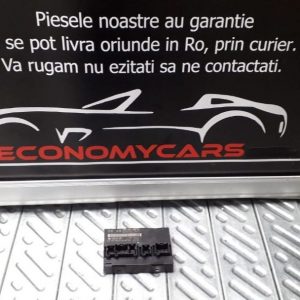 Piesele noastre au garantie
se pot livra oriunde in Ro, prin curier.
Va rugam nu ezitati sa ne contactati.
ECONOMYCARS